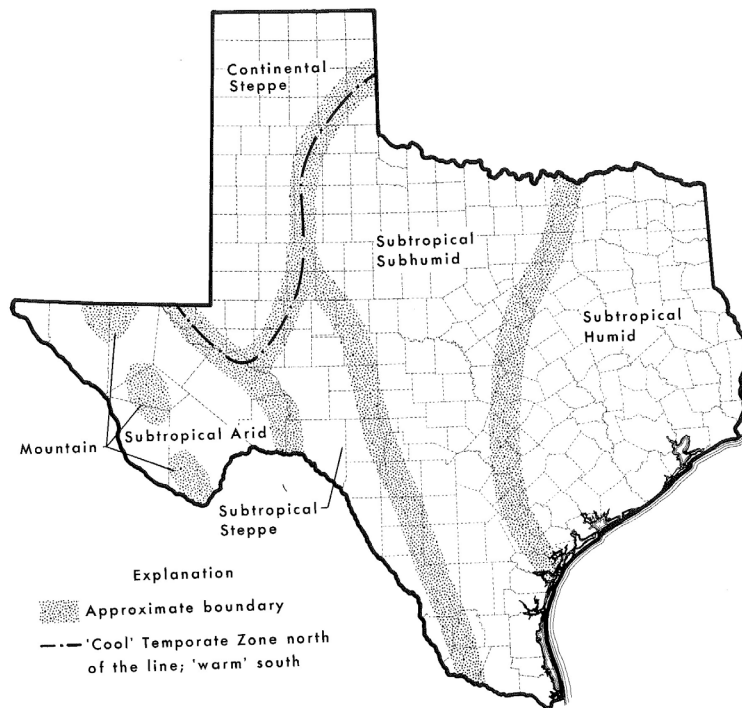 Continental
Steppe
Subtropical
Subhumid
Subtropical
Humid
Mountain
Subtropical Arid
Subtropical
Steppe
Explanation
Approximate boundary
'Cool' Temporate Zone north
of the line; 'warm' south